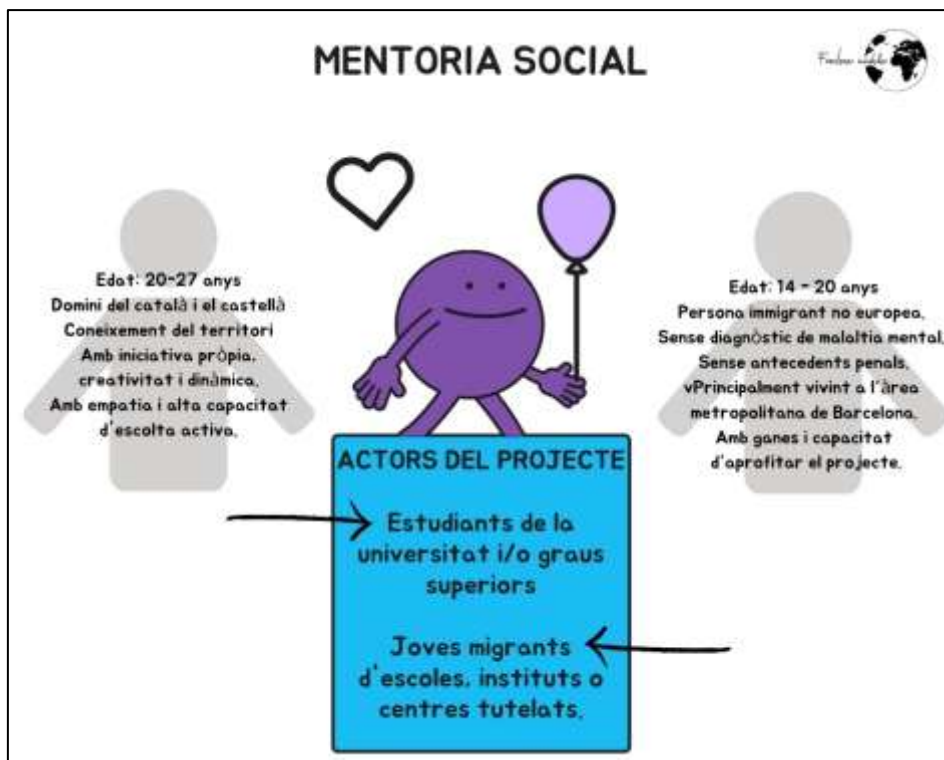 MENTORIA SOCIAL
Edat: 20-27 anys
Domini del català i el castellà
Coneixement del territori
Amb iniciativa pròpia,
creativitat i dinàmica.
Amb empatia i alta capacitat
d'escolta activa.
Edat: 14 - 20 anys
Persona immigrant no europea.
Sense diagnòstic de malaltia mental.
Sense antecedents penals.
vPrincipalment vivint a l'àrea
metropolitana de Barcelona.
Amb ganes i capacitat
d'aprofitar el projecte.
ACTORS DEL PROJECTE
Estudiants de la
universitat i/o graus
superiors
Joves migrants
d'escoles, instituts o
centres tutelats.